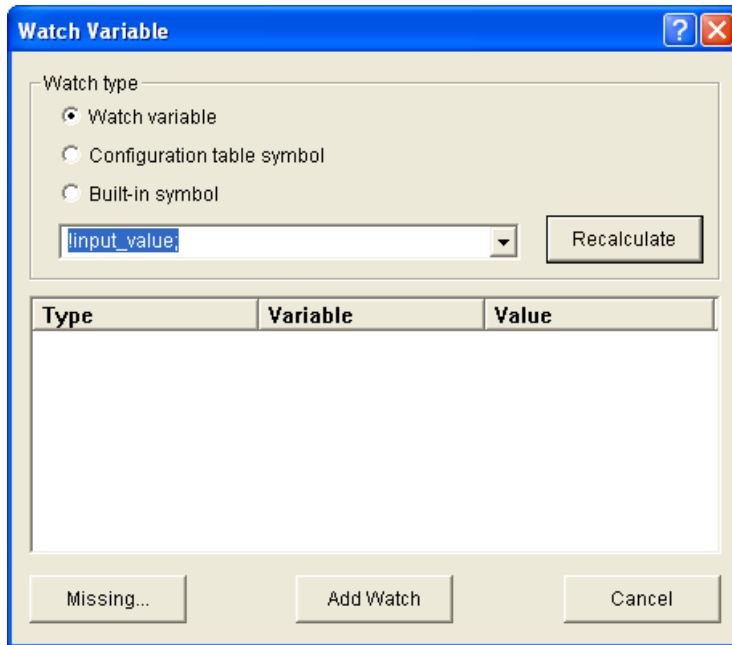 Watch Variable
Watch type
Watch variable
Configuration table symbol
Built-in symbol
!input_value;
Recalculate
Type Variable Value
Missing... Add Watch Cancel